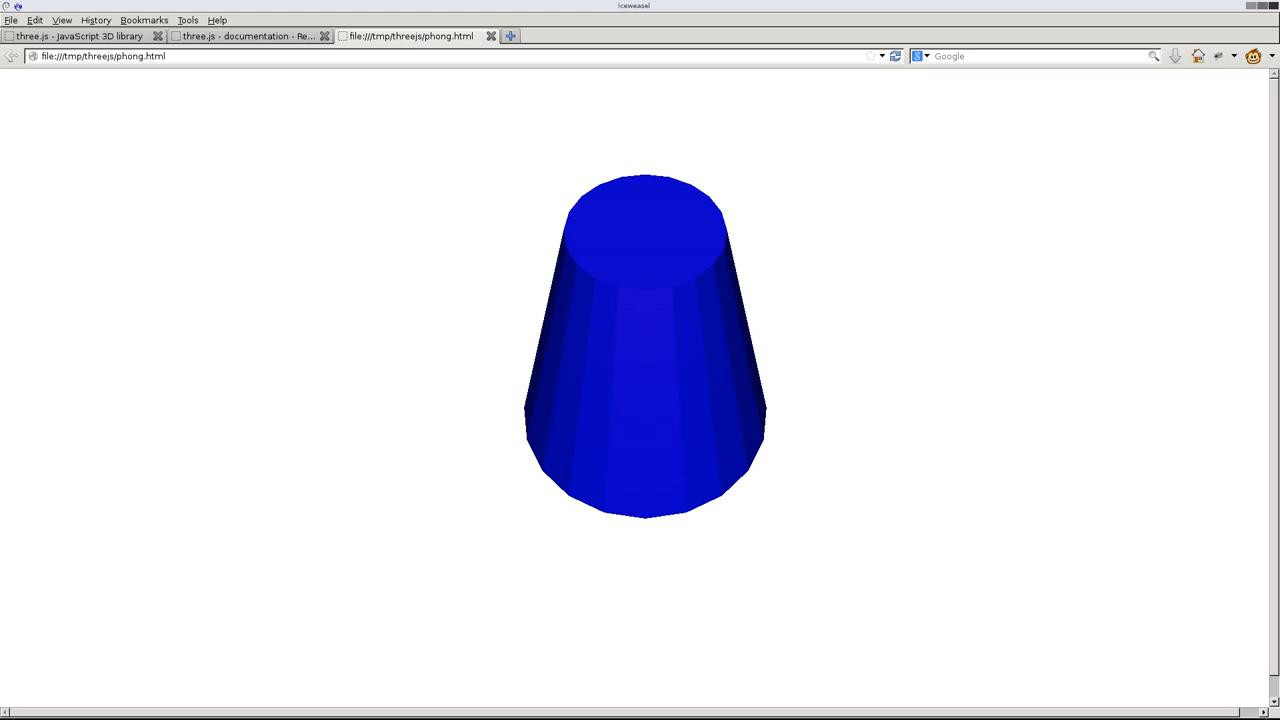 Iceweasel
File Edit View History Bookmarks Tools Help
three.js - JavaScript 3D library three.js - documentation - Re... file:///tmp/threejs/phong.html
file:///tmp/threejs/phong.html Google